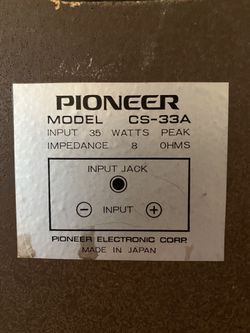 PIONEER
MODEL CS-33A
INPUT 35 WATTS PEAK
IMPEDANCE 8 OHMS
INPUT JACK
− INPUT +
PIONEER ELECTRONIC CORP.
MADE IN JAPAN